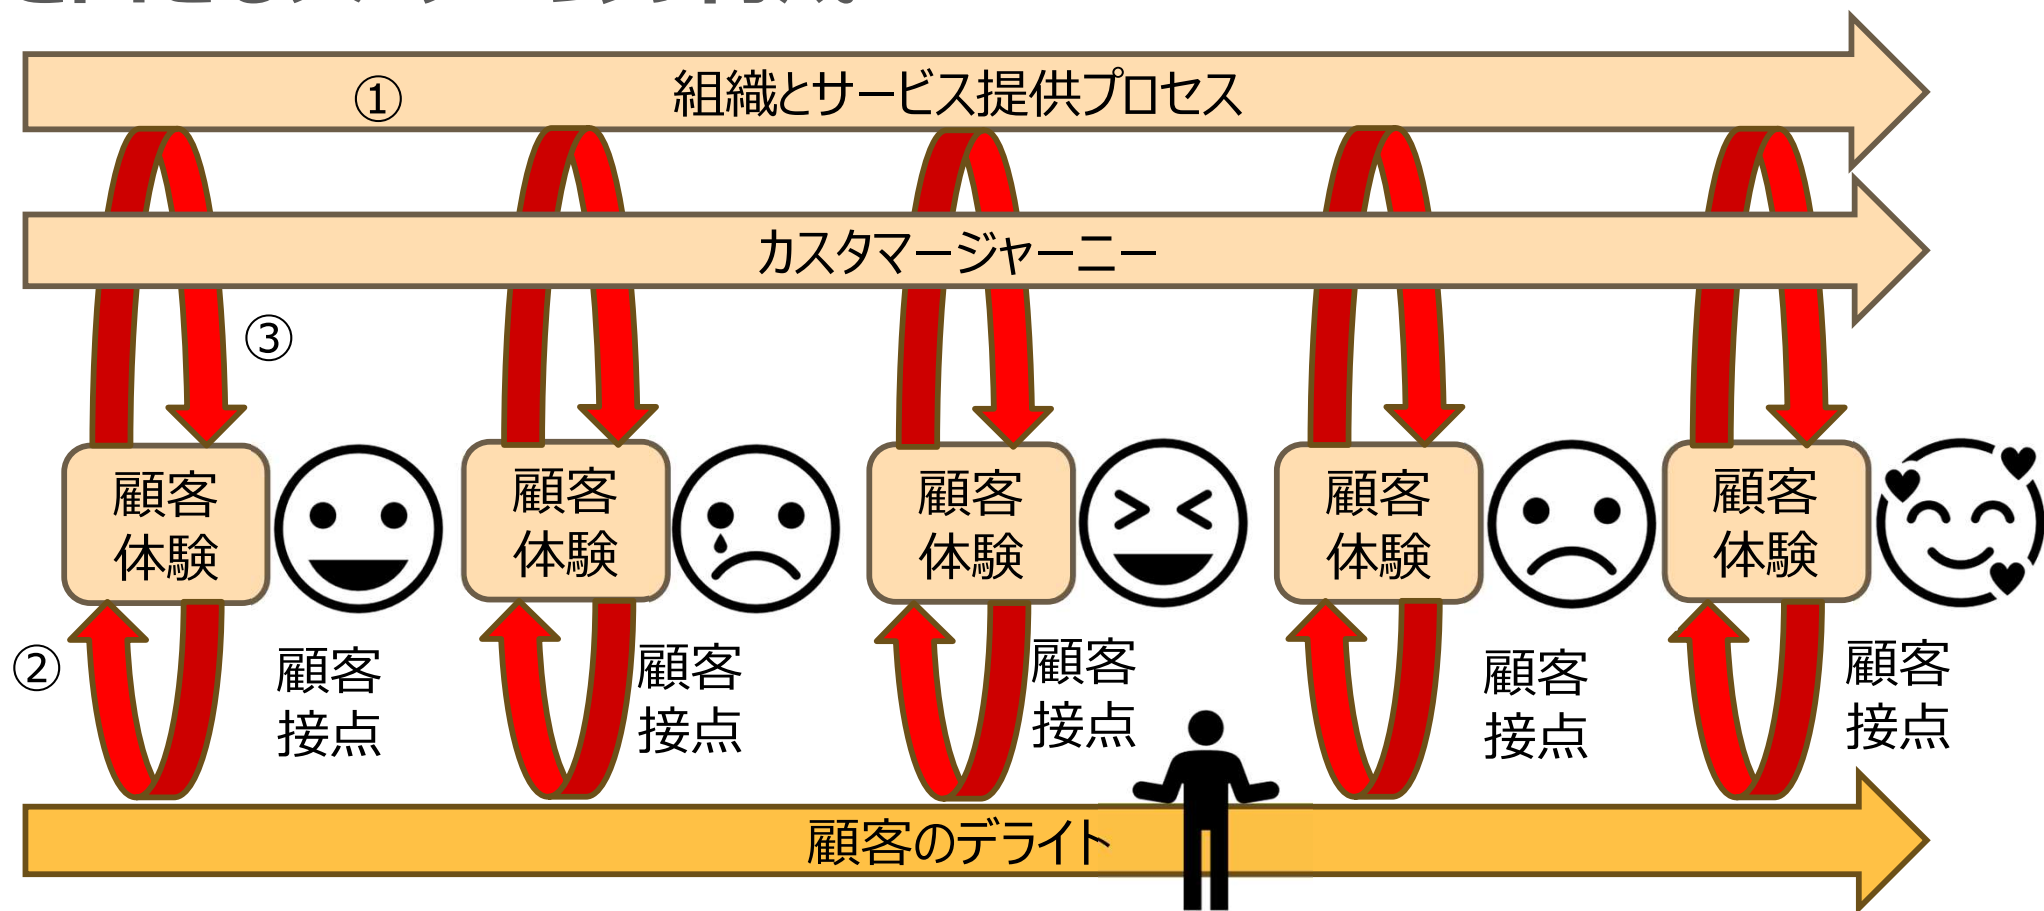 ① 組織とサービス提供プロセス
カスタマージャーニー
③
顧客
体験
顧客
体験
顧客
体験
顧客
体験
顧客
体験
②
顧客
接点
顧客
接点
顧客
接点
顧客
接点
顧客
接点
顧客のデライト